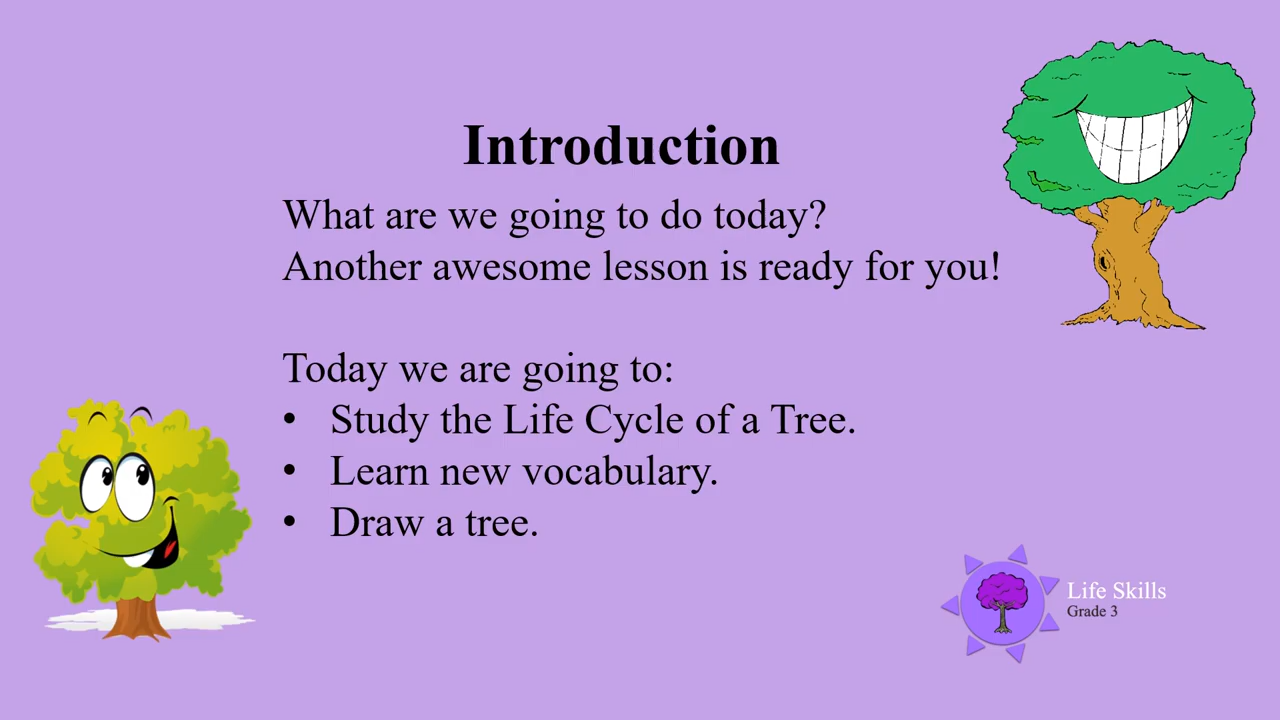 Introduction
What are we going to do today?
Another awesome lesson is ready for you!
Today we are going to:
• Study the Life Cycle of a Tree.
• Learn new vocabulary.
• Draw a tree.
Life Skills
Grade 3